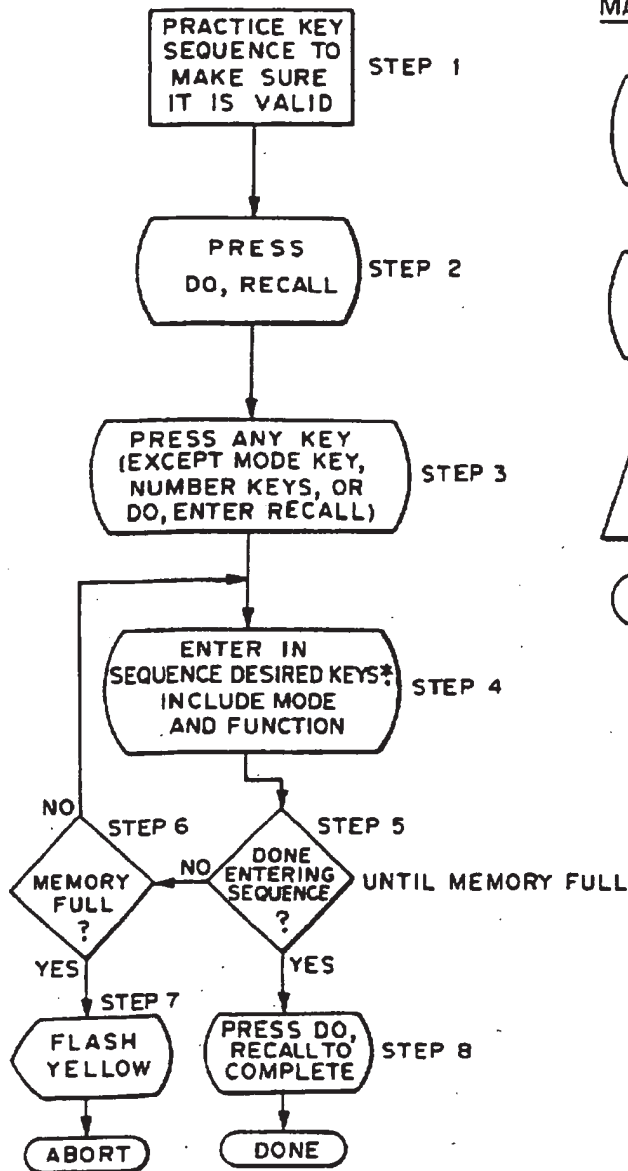 MA
PRACTICE KEY
SEQUENCE TO
MAKE SURE
IT IS VALID
STEP 1
PRESS
DO, RECALL
STEP 2
PRESS ANY KEY
(EXCEPT MODE KEY,
NUMBER KEYS, OR
DO, ENTER RECALL)
STEP 3
ENTER IN
SEQUENCE DESIRED KEYS*.
INCLUDE MODE
AND FUNCTION
STEP 4
NO
STEP 6
STEP 5
MEMORY
FULL
?
NO
DONE
ENTERING
SEQUENCE
?
UNTIL MEMORY FULL
YES
YES
STEP 7
FLASH
YELLOW
PRESS DO,
RECALL TO
COMPLETE
STEP 8
ABORT
DONE